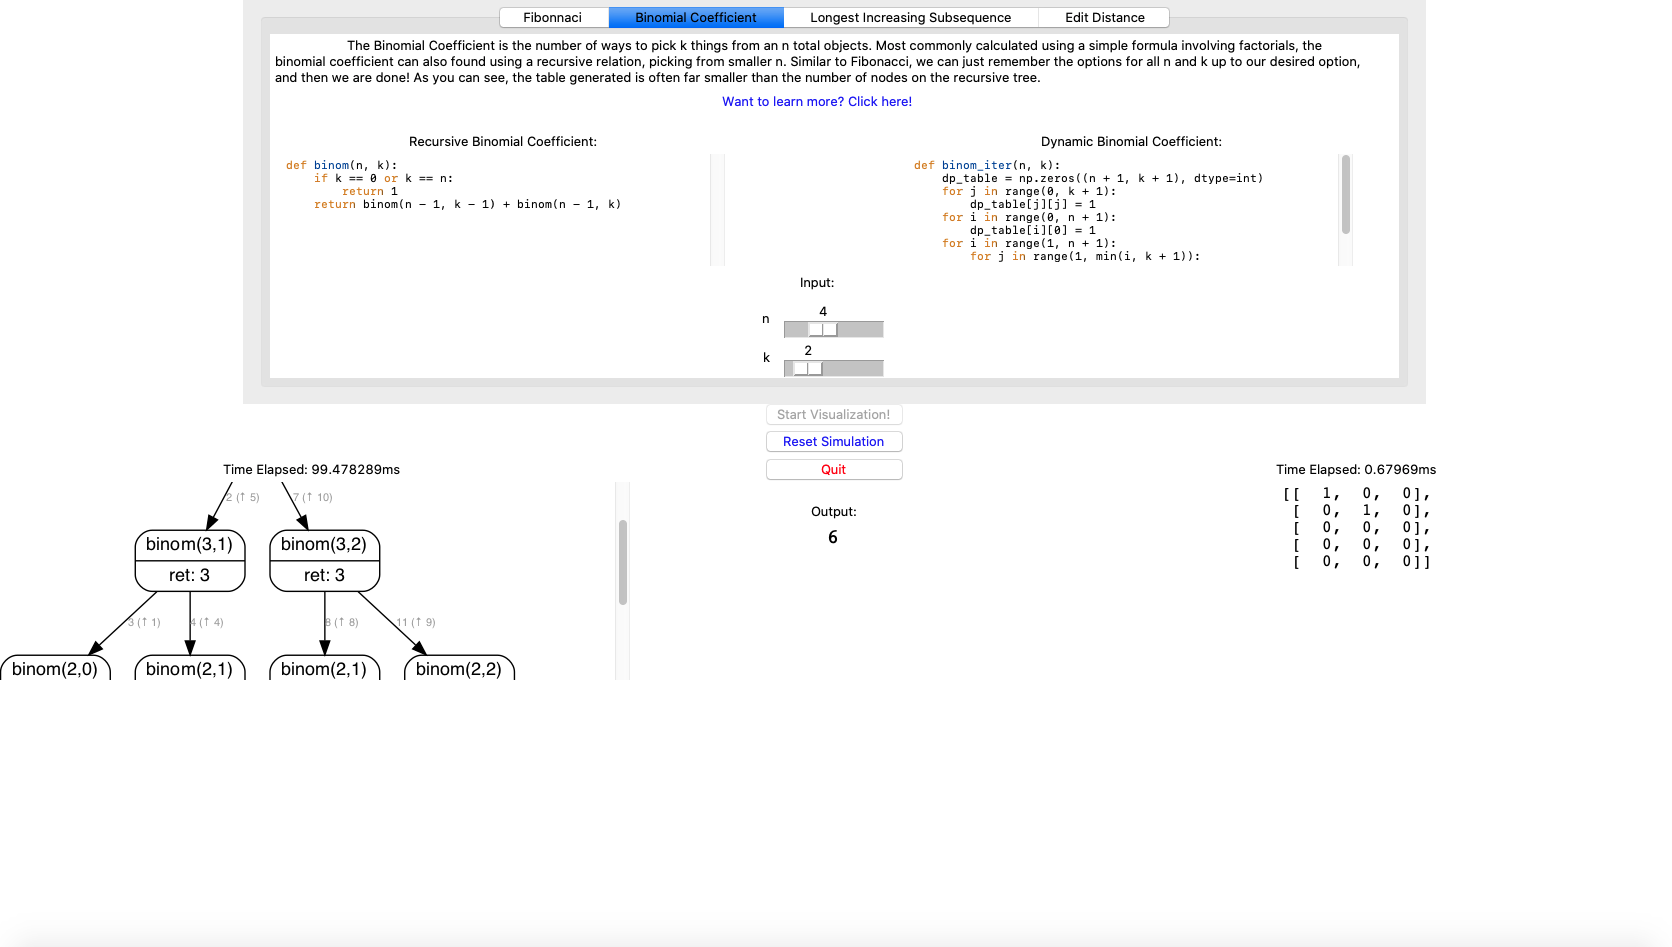 Fibonnaci
Binomial Coefficient
Longest Increasing Subsequence
Edit Distance
The Binomial Coefficient is the number of ways to pick k things from an n total objects. Most commonly calculated using a simple formula involving factorials, the
binomial coefficient can also found using a recursive relation, picking from smaller n. Similar to Fibonacci, we can just remember the options for all n and k up to our desired option,
and then we are done! As you can see, the table generated is often far smaller than the number of nodes on the recursive tree.
Want to learn more? Click here!
Recursive Binomial Coefficient:
def binom(n, k):
    if k == 0 or k == n:
        return 1
    return binom(n − 1, k − 1) + binom(n − 1, k)
Dynamic Binomial Coefficient:
def binom_iter(n, k):
    dp_table = np.zeros((n + 1, k + 1), dtype=int)
    for j in range(0, k + 1):
        dp_table[j][j] = 1
    for i in range(0, n + 1):
        dp_table[i][0] = 1
    for i in range(1, n + 1):
        for j in range(1, min(i, k + 1)):
Input:
4
n
2
k
Start Visualization!
Reset Simulation
Quit
Time Elapsed: 99.478289ms
2 (↑ 5) 7 (↑ 10)
binom(3,1) binom(3,2)
ret: 3 ret: 3
3 (↑ 1) 4 (↑ 4) 8 (↑ 8) 11 (↑ 9)
binom(2,0) binom(2,1) binom(2,1) binom(2,2)
Output:
6
Time Elapsed: 0.67969ms
[[ 1, 0, 0],
[ 0, 1, 0],
[ 0, 0, 0],
[ 0, 0, 0],
[ 0, 0, 0]]